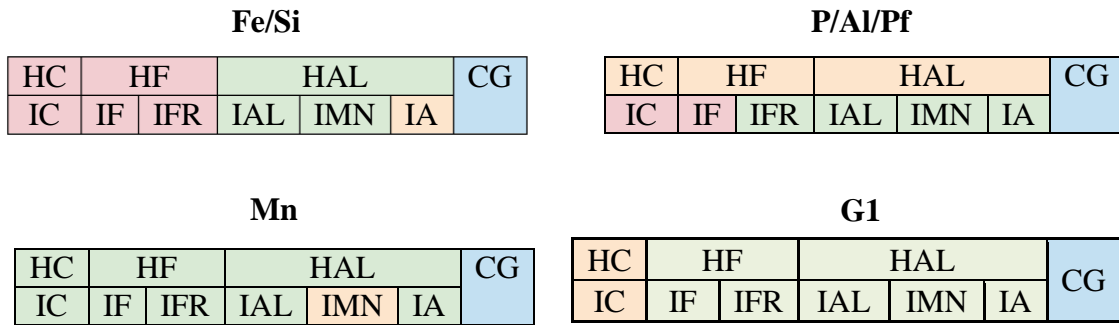 Fe/Si
P/Al/Pf
HC HF HAL CG
IC IF IFR IAL IMN IA
HC HF HAL CG
IC IF IFR IAL IMN IA
Mn
G1
HC HF HAL CG
IC IF IFR IAL IMN IA
HC HF HAL CG
IC IF IFR IAL IMN IA